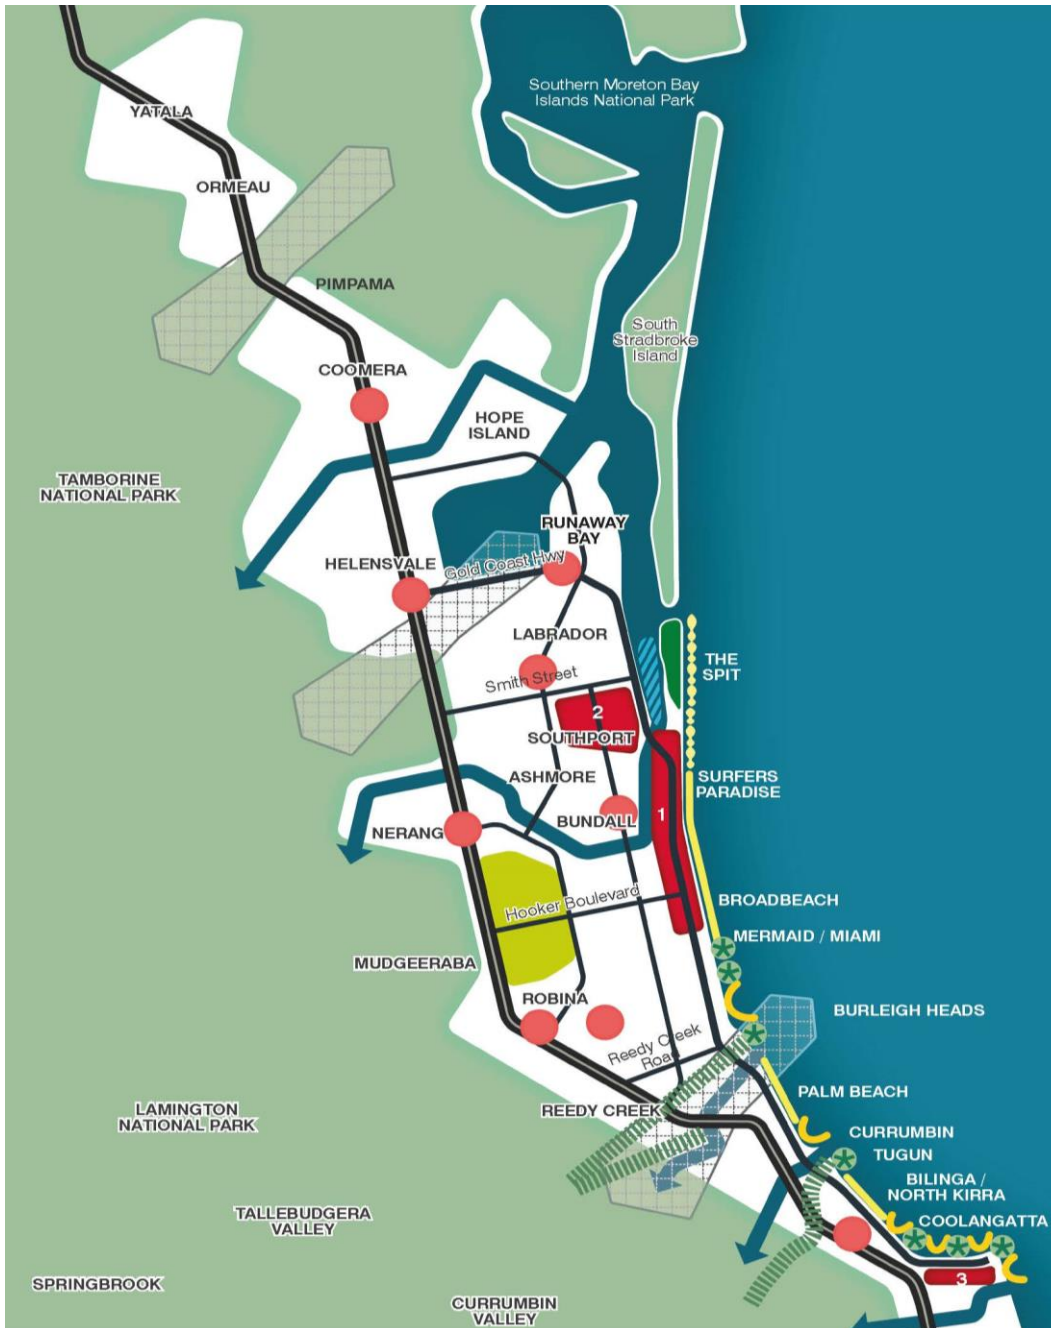 Southern Moreton Bay
Islands National Park
YATALA
ORMEAU
PIMPAMA
South
Stradbroke
Island
COOMERA
HOPE
ISLAND
TAMBORINE
NATIONAL PARK
RUNAWAY
BAY
HELENSVALE
Gold Coast Hwy
LABRADOR
THE
SPIT
Smith Street
2
SOUTHPORT
ASHMORE
SURFERS
PARADISE
1
BUNDALL
NERANG
Hooker Boulevard
BROADBEACH
MERMAID / MIAMI
MUDGEERABA
ROBINA
BURLEIGH HEADS
Reedy Creek
Road
PALM BEACH
REEDY CREEK
LAMINGTON
NATIONAL PARK
CURRUMBIN
TUGUN
BILINGA /
NORTH KIRRA
TALLEBUDGERA
VALLEY
COOLANGATTA
SPRINGBROOK
3
CURRUMBIN
VALLEY